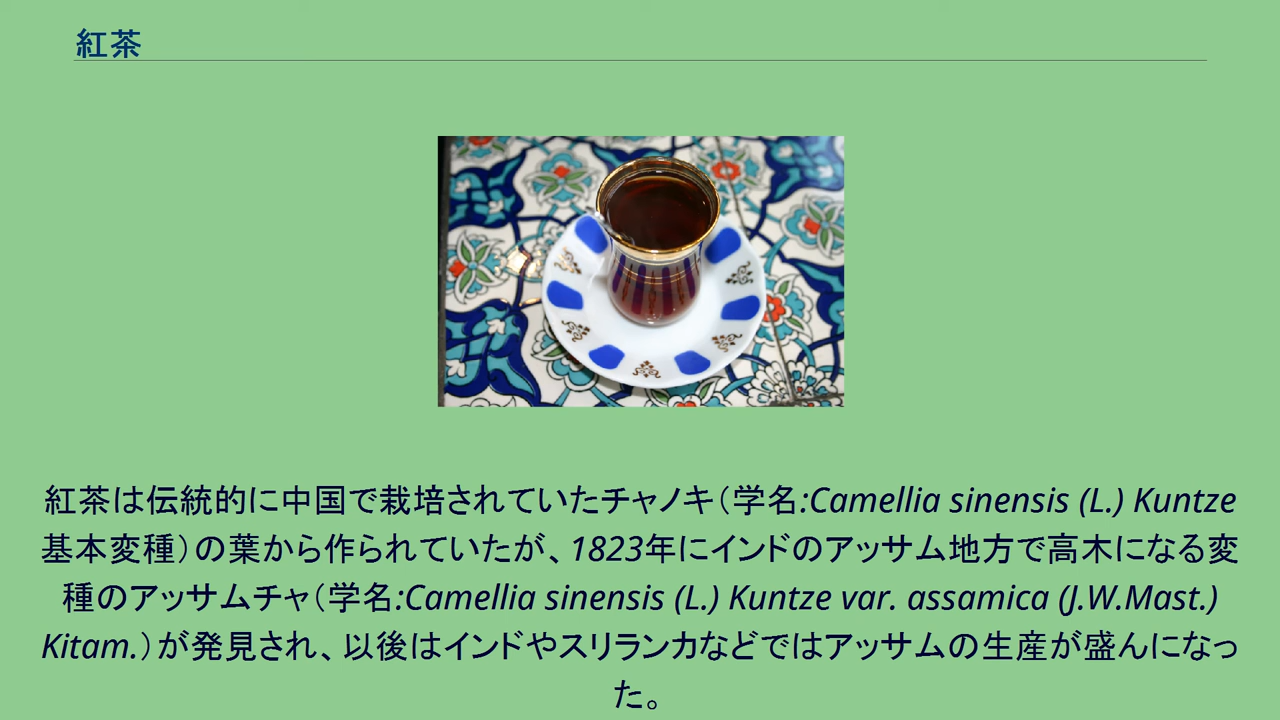 紅茶
紅茶は伝統的に中国で栽培されていたチャノキ（学名:Camellia sinensis (L.) Kuntze
基本変種）の葉から作られていたが、1823年にインドのアッサム地方で高木になる変
種のアッサムチャ（学名:Camellia sinensis (L.) Kuntze var. assamica (J.W.Mast.)
Kitam.）が発見され、以後はインドやスリランカなどではアッサムの生産が盛んになっ
た。